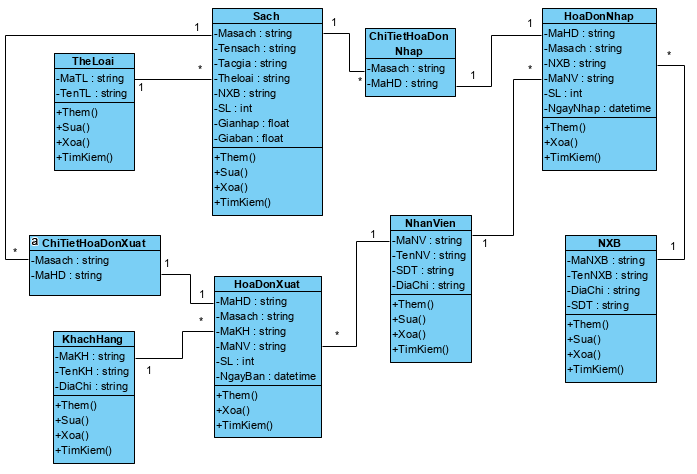 Sach
-Masach : string
-Tensach : string
-Tacgia : string
-Theloai : string
-NXB : string
-SL : int
-Gianhap : float
-Giaban : float
+Them()
+Sua()
+Xoa()
+TimKiem()
TheLoai
-MaTL : string
-TenTL : string
+Them()
+Sua()
+Xoa()
+TimKiem()
ChiTietHoaDon
Nhap
-Masach : string
-MaHD : string
HoaDonNhap
-MaHD : string
-Masach : string
-NXB : string
-MaNV : string
-SL : int
-NgayNhap : datetime
+Them()
+Xoa()
+TimKiem()
1
1
1
*
*
1
1
*
*
a ChiTietHoaDonXuat
-Masach : string
-MaHD : string
*
1
1
HoaDonXuat
-MaHD : string
-Masach : string
-MaKH : string
-MaNV : string
-SL : int
-NgayBan : datetime
+Them()
+Xoa()
+TimKiem()
*
*
NhanVien
-MaNV : string
-TenNV : string
-SDT : string
-DiaChi : string
+Them()
+Sua()
+Xoa()
+TimKiem()
1
1
NXB
-MaNXB : string
-TenNXB : string
-DiaChi : string
-SDT : string
+Them()
+Sua()
+Xoa()
+TimKiem()
1
KhachHang
-MaKH : string
-TenKH : string
-DiaChi : string
+Them()
+Sua()
+Xoa()
+TimKiem()
1